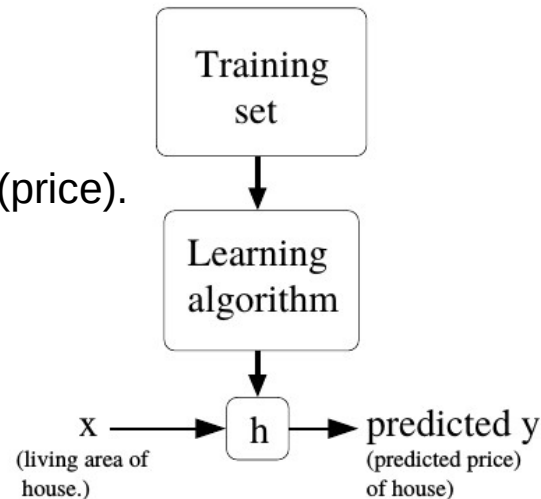 Training
set
(price).
Learning
algorithm
x
h
predicted y
(living area of
house.)
(predicted price)
of house)